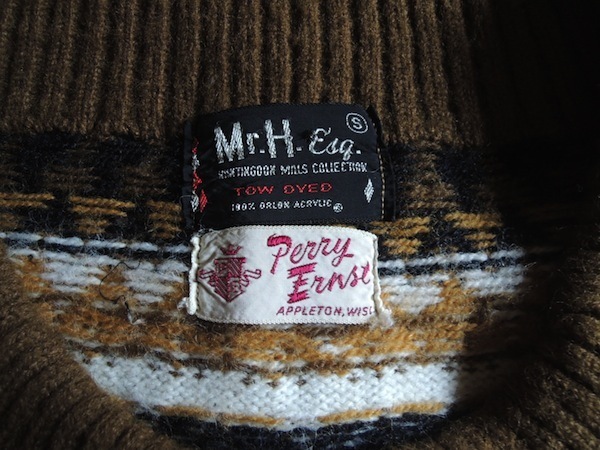 Mr. H. Esq. S
HUNTINGDON MILLS COLLECTION
TOW DYED
100% ORLON ACRYLIC ®
Perry
Ernst
APPLETON, WIS.